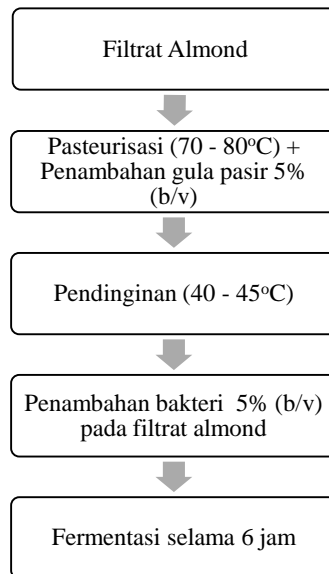 Filtrat Almond
Pasteurisasi (70 - 80°C) +
Penambahan gula pasir 5%
(b/v)
Pendinginan (40 - 45°C)
Penambahan bakteri  5% (b/v)
pada filtrat almond
Fermentasi selama 6 jam